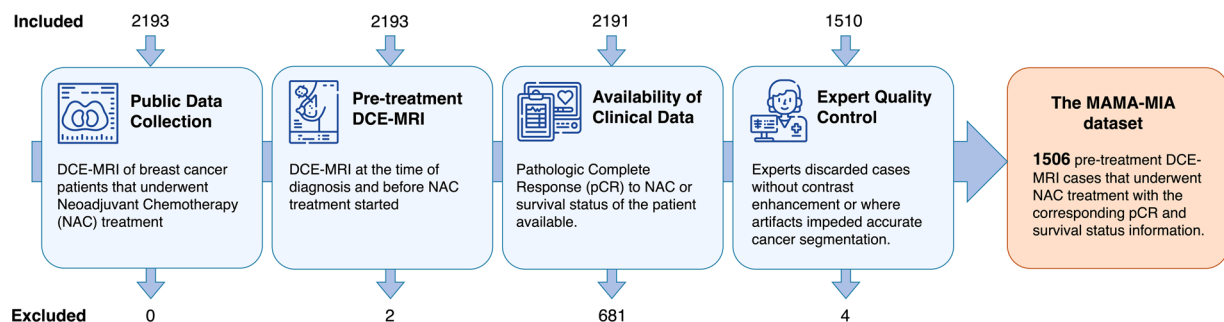 Included 2193 2193 2191 1510
Public Data
Collection
DCE-MRI of breast cancer
patients that underwent
Neoadjuvant Chemotherapy
(NAC) treatment
Pre-treatment
DCE-MRI
DCE-MRI at the time of
diagnosis and before NAC
treatment started
Availability of
Clinical Data
Pathologic Complete
Response (pCR) to NAC or
survival status of the patient
available.
Expert Quality
Control
Experts discarded cases
without contrast
enhancement or where
artifacts impeded accurate
cancer segmentation.
The MAMA-MIA
dataset
1506 pre-treatment DCE-
MRI cases that underwent
NAC treatment with the
corresponding pCR and
survival status information.
Excluded 0 2 681 4